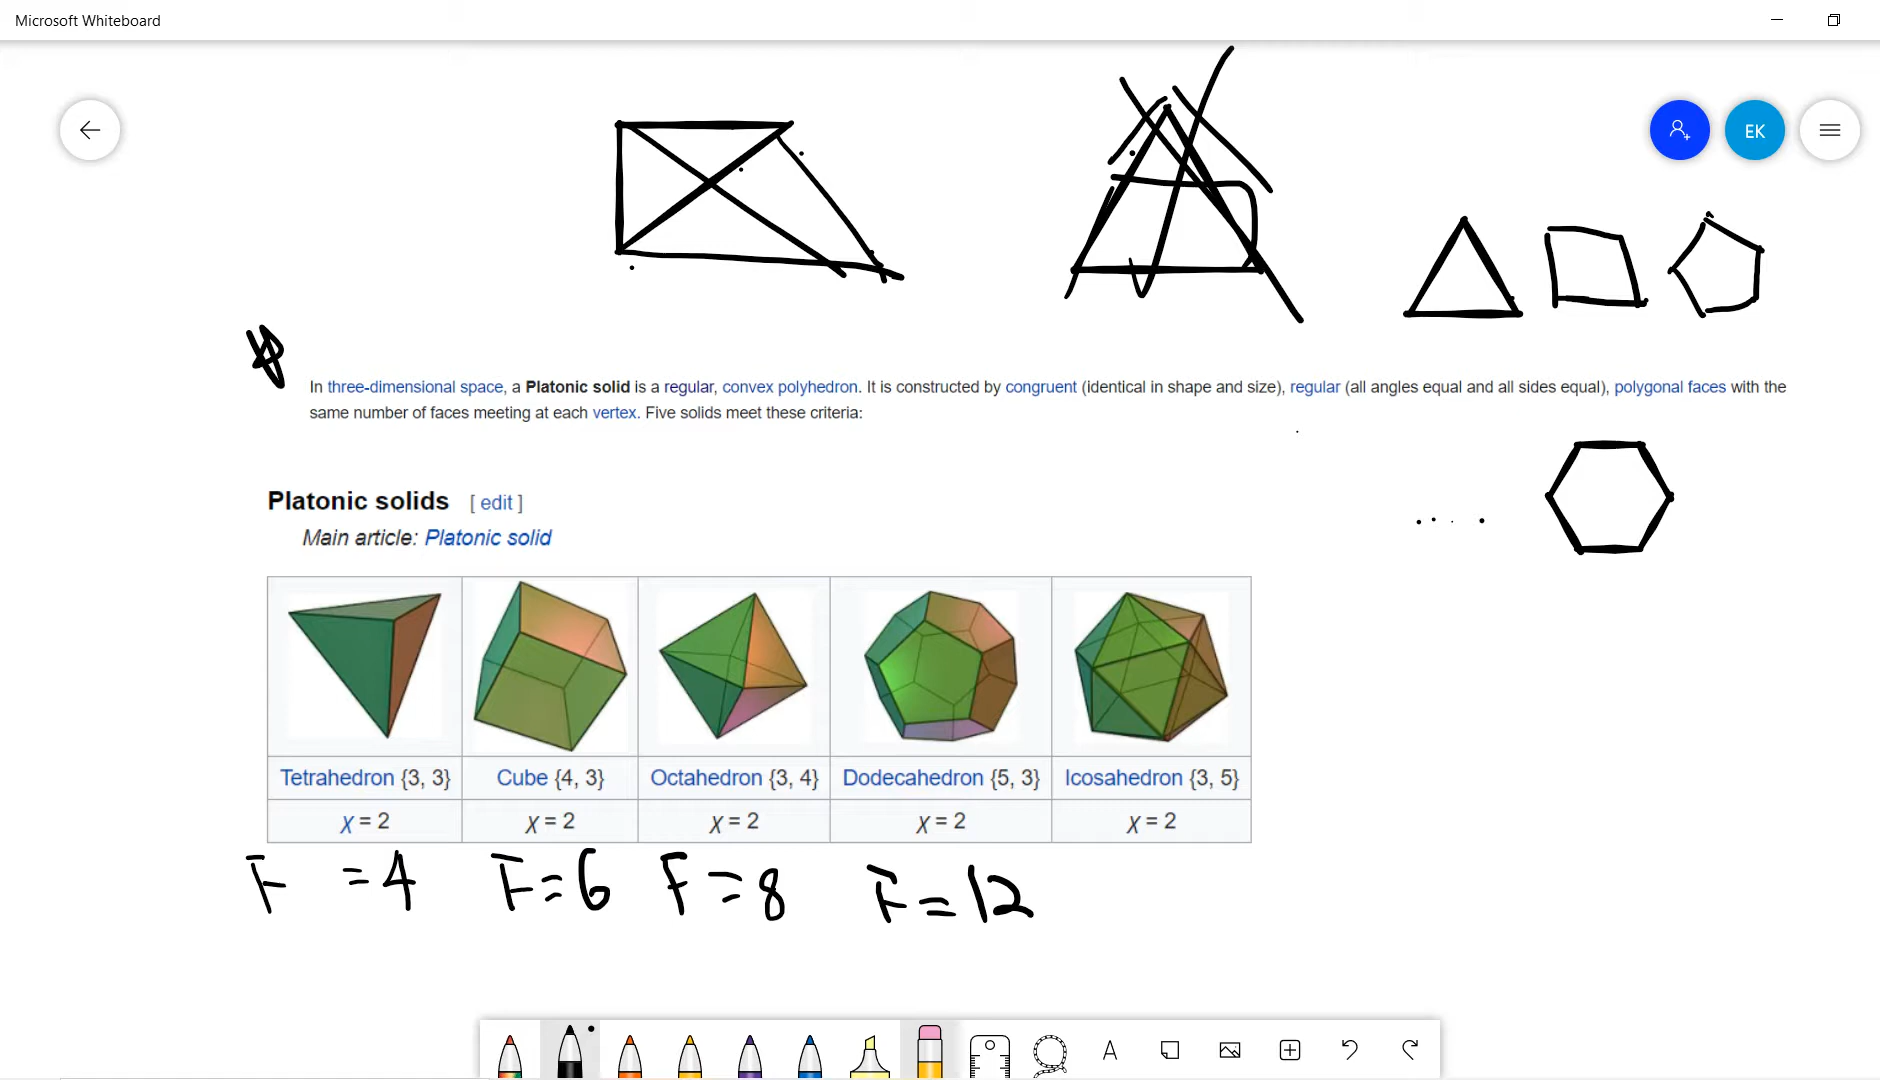 Microsoft Whiteboard
EK
In three-dimensional space, a Platonic solid is a regular, convex polyhedron. It is constructed by congruent (identical in shape and size), regular (all angles equal and all sides equal), polygonal faces with the
same number of faces meeting at each vertex. Five solids meet these criteria:
Platonic solids [ edit ]
Main article: Platonic solid
Tetrahedron {3, 3} Cube {4, 3} Octahedron {3, 4} Dodecahedron {5, 3} Icosahedron {3, 5}
χ = 2 χ = 2 χ = 2 χ = 2 χ = 2
F = 4 F = 6 F = 8 F = 12
A